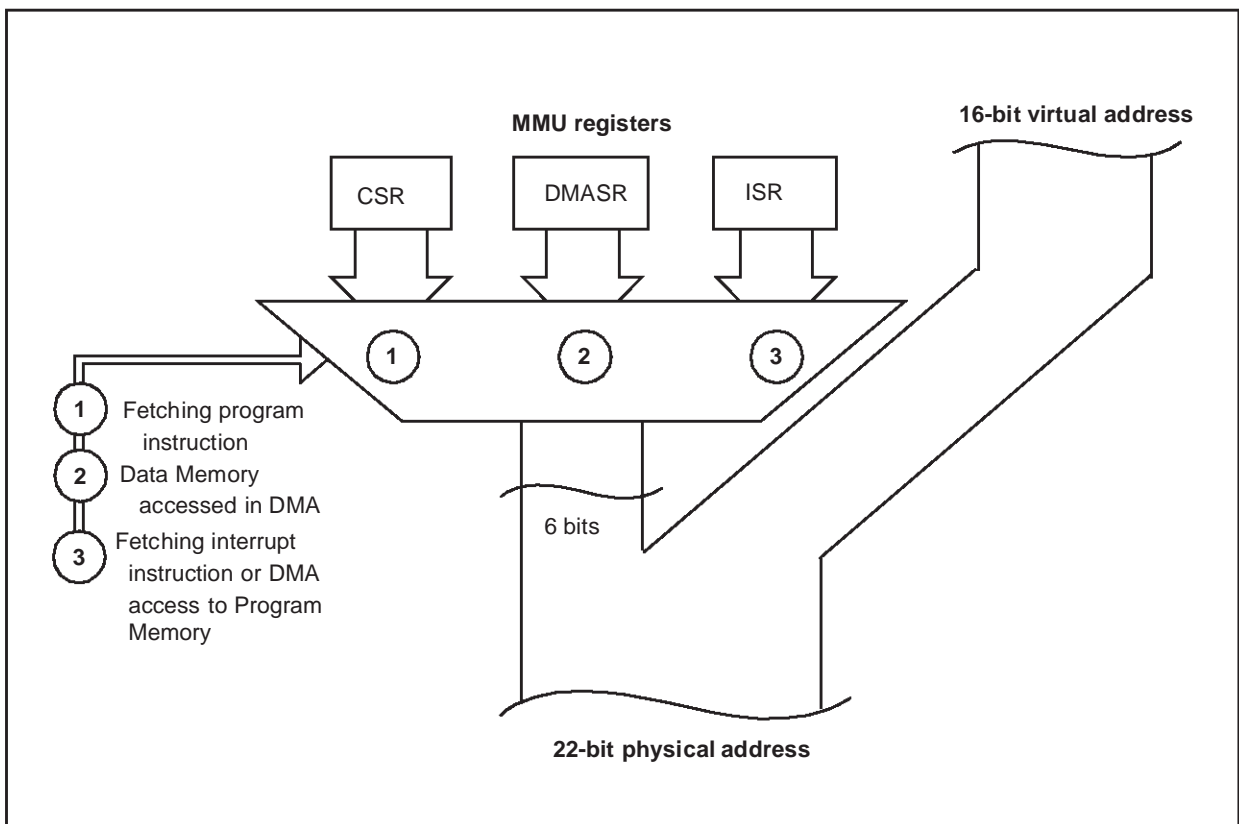 MMU registers
16-bit virtual address
CSR
DMASR
ISR
1
2
3
1
Fetching program
instruction
2
Data Memory
accessed in DMA
3
Fetching interrupt
instruction or DMA
access to Program
Memory
6 bits
22-bit physical address